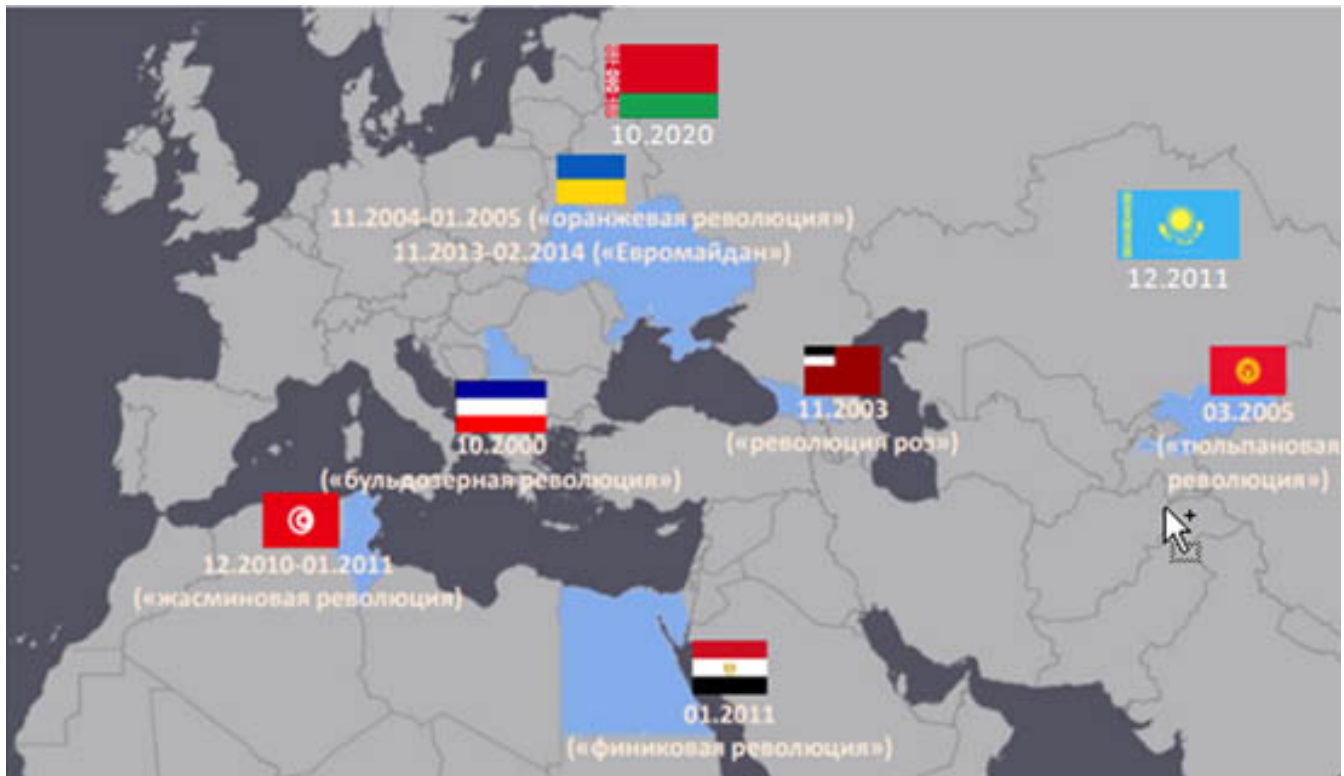 10.2020
11.2004-01.2005 («оранжевая революция»)
11.2013-02.2014 («Евромайдан»)
12.2011
11.2003
(«революция роз»)
03.2005
(«тюльпановая
революция»)
10.2000
(«бульдозерная революция»)
12.2010-01.2011
(«жасминовая революция)
01.2011
(«финиковая революция»)